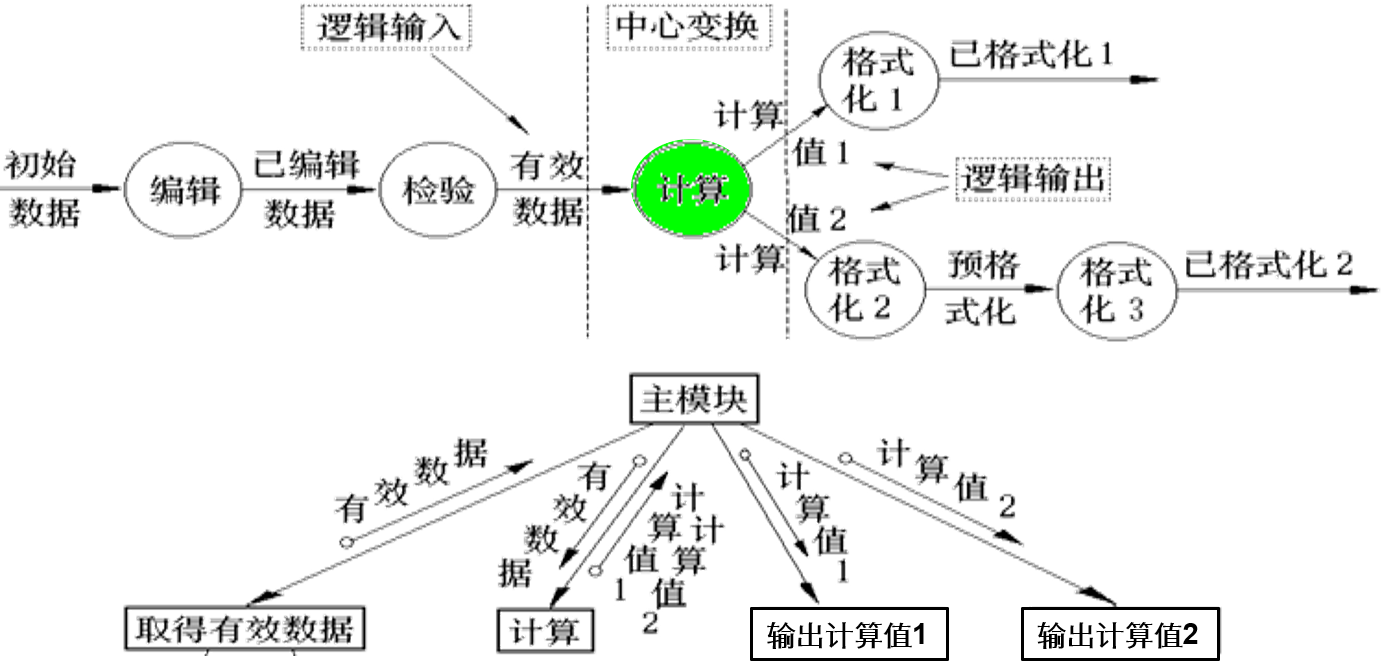 逻辑输入
中心变换
格式
化 1
已格式化 1
初始
数据
编辑
已编辑
数据
检验
有效
数据
计算
计算
值 1
逻辑输出
计算
值 2
格式
化 2
预格
式化
格式
化 3
已格式化 2
主模块
有效数据
有效数据
计算值1
计算值2
计算值1
计算值2
取得有效数据
计算
输出计算值1
输出计算值2